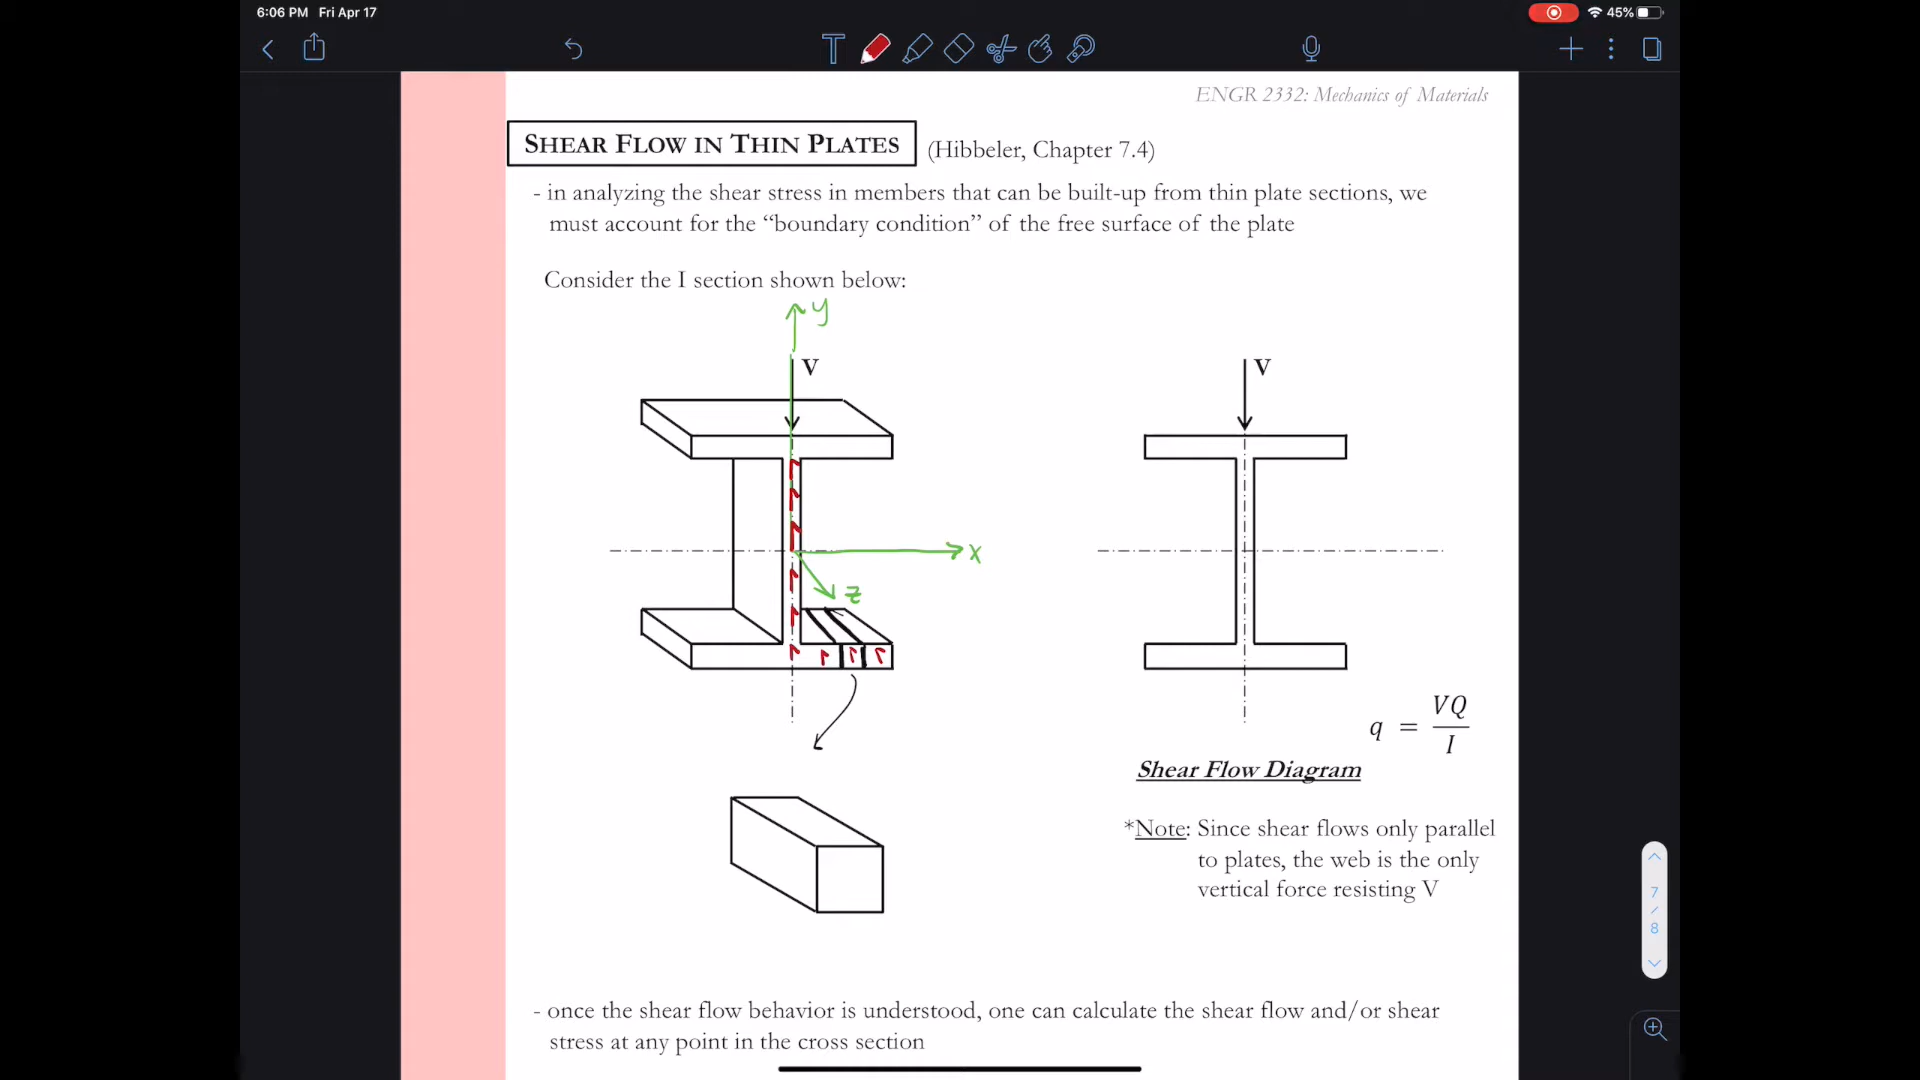 6:06 PM Fri Apr 17
45%
ENGR 2332: Mechanics of Materials
SHEAR FLOW IN THIN PLATES (Hibbeler, Chapter 7.4)
- in analyzing the shear stress in members that can be built-up from thin plate sections, we
must account for the “boundary condition” of the free surface of the plate
Consider the I section shown below:
y
V
V
x
z
q = VQ/I
Shear Flow Diagram
*Note: Since shear flows only parallel
to plates, the web is the only
vertical force resisting V
7
/
8
- once the shear flow behavior is understood, one can calculate the shear flow and/or shear
stress at any point in the cross section